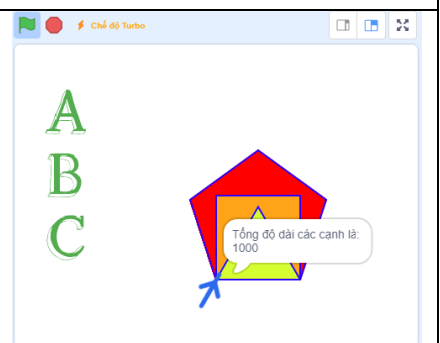 Chế độ Turbo
A
B
C
Tổng độ dài các cạnh là:
1000